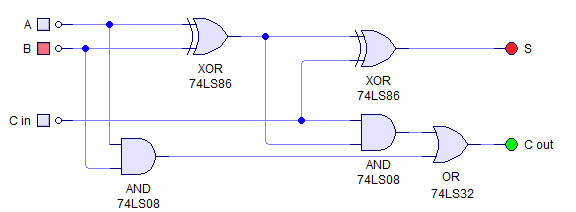 A
B
S
XOR
74LS86
XOR
74LS86
C in
C out
AND
74LS08
OR
74LS32
AND
74LS08